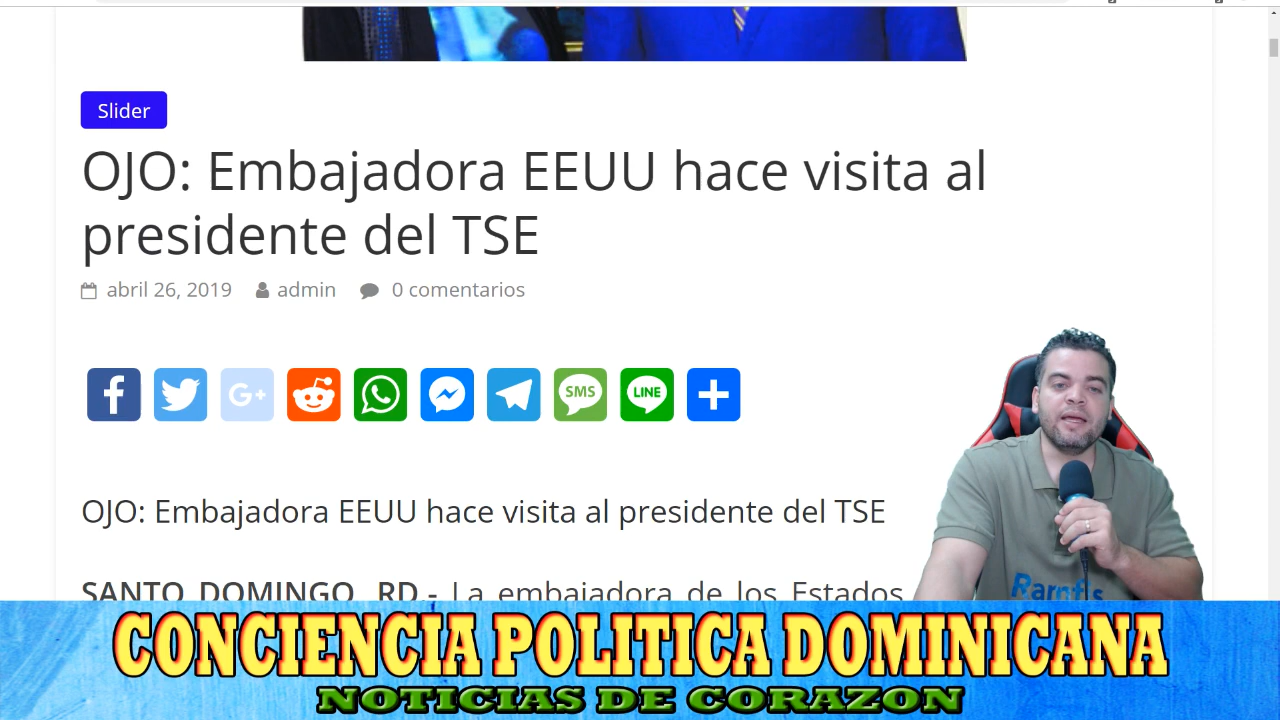 Slider
OJO: Embajadora EEUU hace visita al
presidente del TSE
abril 26, 2019 admin 0 comentarios
G+ SMS LINE
OJO: Embajadora EEUU hace visita al presidente del TSE
SANTO DOMINGO, RD.- La embajadora de los Estados
CONCIENCIA POLITICA DOMINICANA
NOTICIAS DE CORAZON